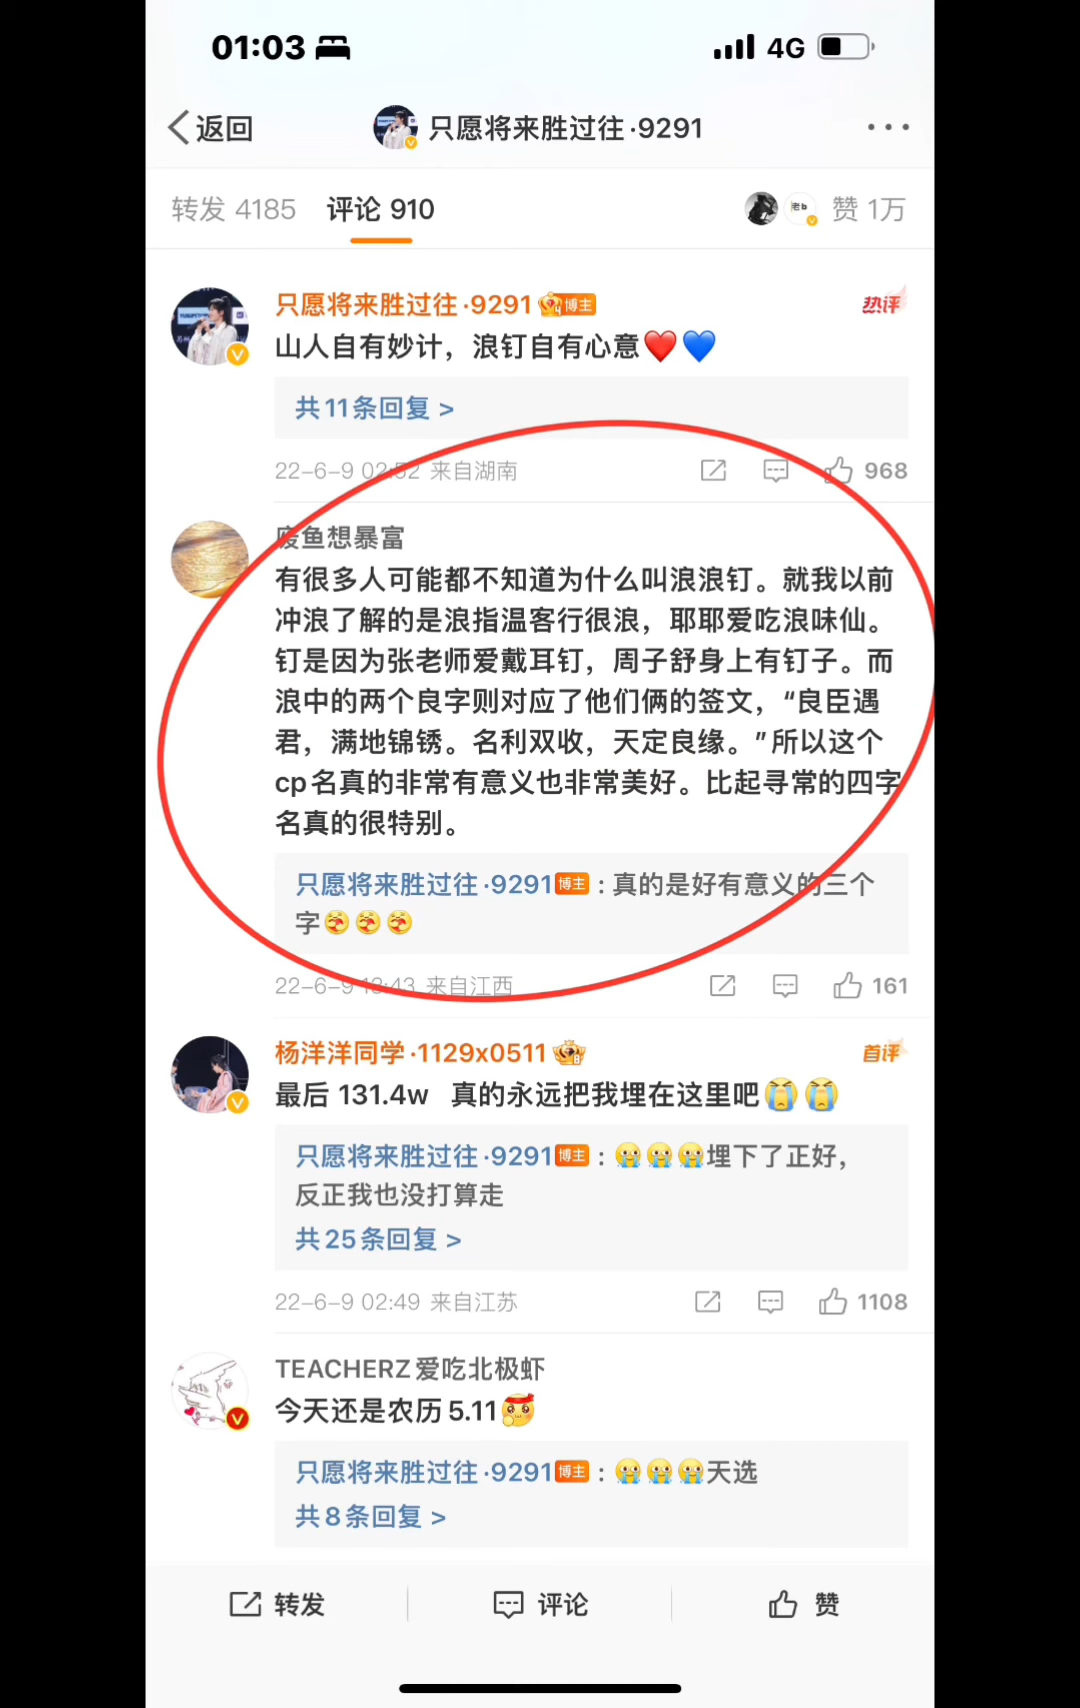 01:03 4G
返回 只愿将来胜过往·9291
转发 4185 评论 910 赞 1万
只愿将来胜过往·9291 博主 热评
山人自有妙计，浪钉自有心意❤️💙
共11条回复 >
22-6-9 02:52 来自湖南 968
废鱼想暴富
有很多人可能都不知道为什么叫浪浪钉。就我以前
冲浪了解的是浪指温客行很浪，耶耶爱吃浪味仙。
钉是因为张老师爱戴耳钉，周子舒身上有钉子。而
浪中的两个良字则对应了他们俩的签文，“良臣遇
君，满地锦绣。名利双收，天定良缘。”所以这个
cp名真的非常有意义也非常美好。比起寻常的四字
名真的很特别。
只愿将来胜过往·9291 博主：真的是好有意义的三个
字
22-6-9 13:43 来自江西 161
杨洋洋同学·1129x0511 首评
最后 131.4w 真的永远把我埋在这里吧😭😭
只愿将来胜过往·9291 博主：😭😭😭埋下了正好，
反正我也没打算走
共25条回复 >
22-6-9 02:49 来自江苏 1108
TEACHERZ爱吃北极虾
今天还是农历5.11
只愿将来胜过往·9291 博主：😭😭😭天选
共8条回复 >
转发 评论 赞